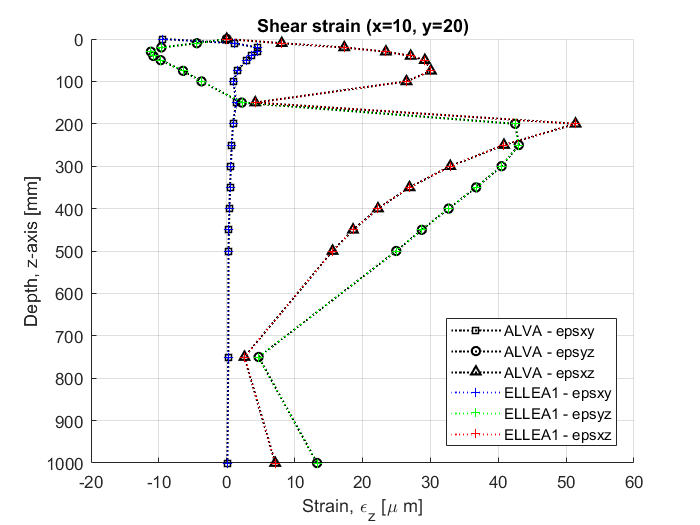 Shear strain (x=10, y=20)
0
100
200
300
400
500
600
700
800
900
1000
Depth, z-axis [mm]
-20
-10
0
10
20
30
40
50
60
Strain, ϵz [μ m]
ALVA - epsxy
ALVA - epsyz
ALVA - epsxz
ELLEA1 - epsxy
ELLEA1 - epsyz
ELLEA1 - epsxz